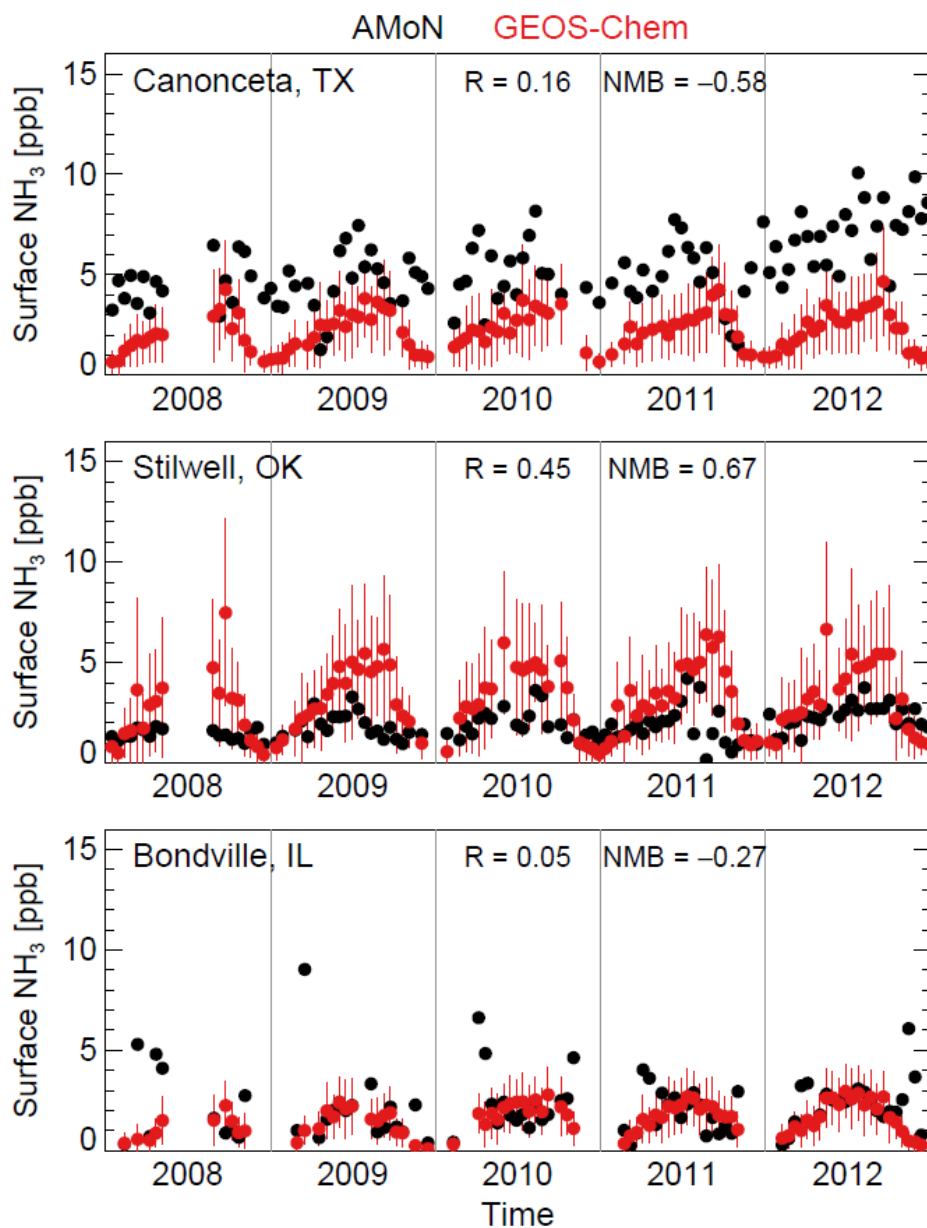 AMoN GEOS-Chem
Canonceta, TX R = 0.16 NMB = −0.58
Surface NH3 [ppb]
15
10
5
0
2008 2009 2010 2011 2012
Stilwell, OK R = 0.45 NMB = 0.67
Surface NH3 [ppb]
15
10
5
0
2008 2009 2010 2011 2012
Bondville, IL R = 0.05 NMB = −0.27
Surface NH3 [ppb]
15
10
5
0
2008 2009 2010 2011 2012
Time